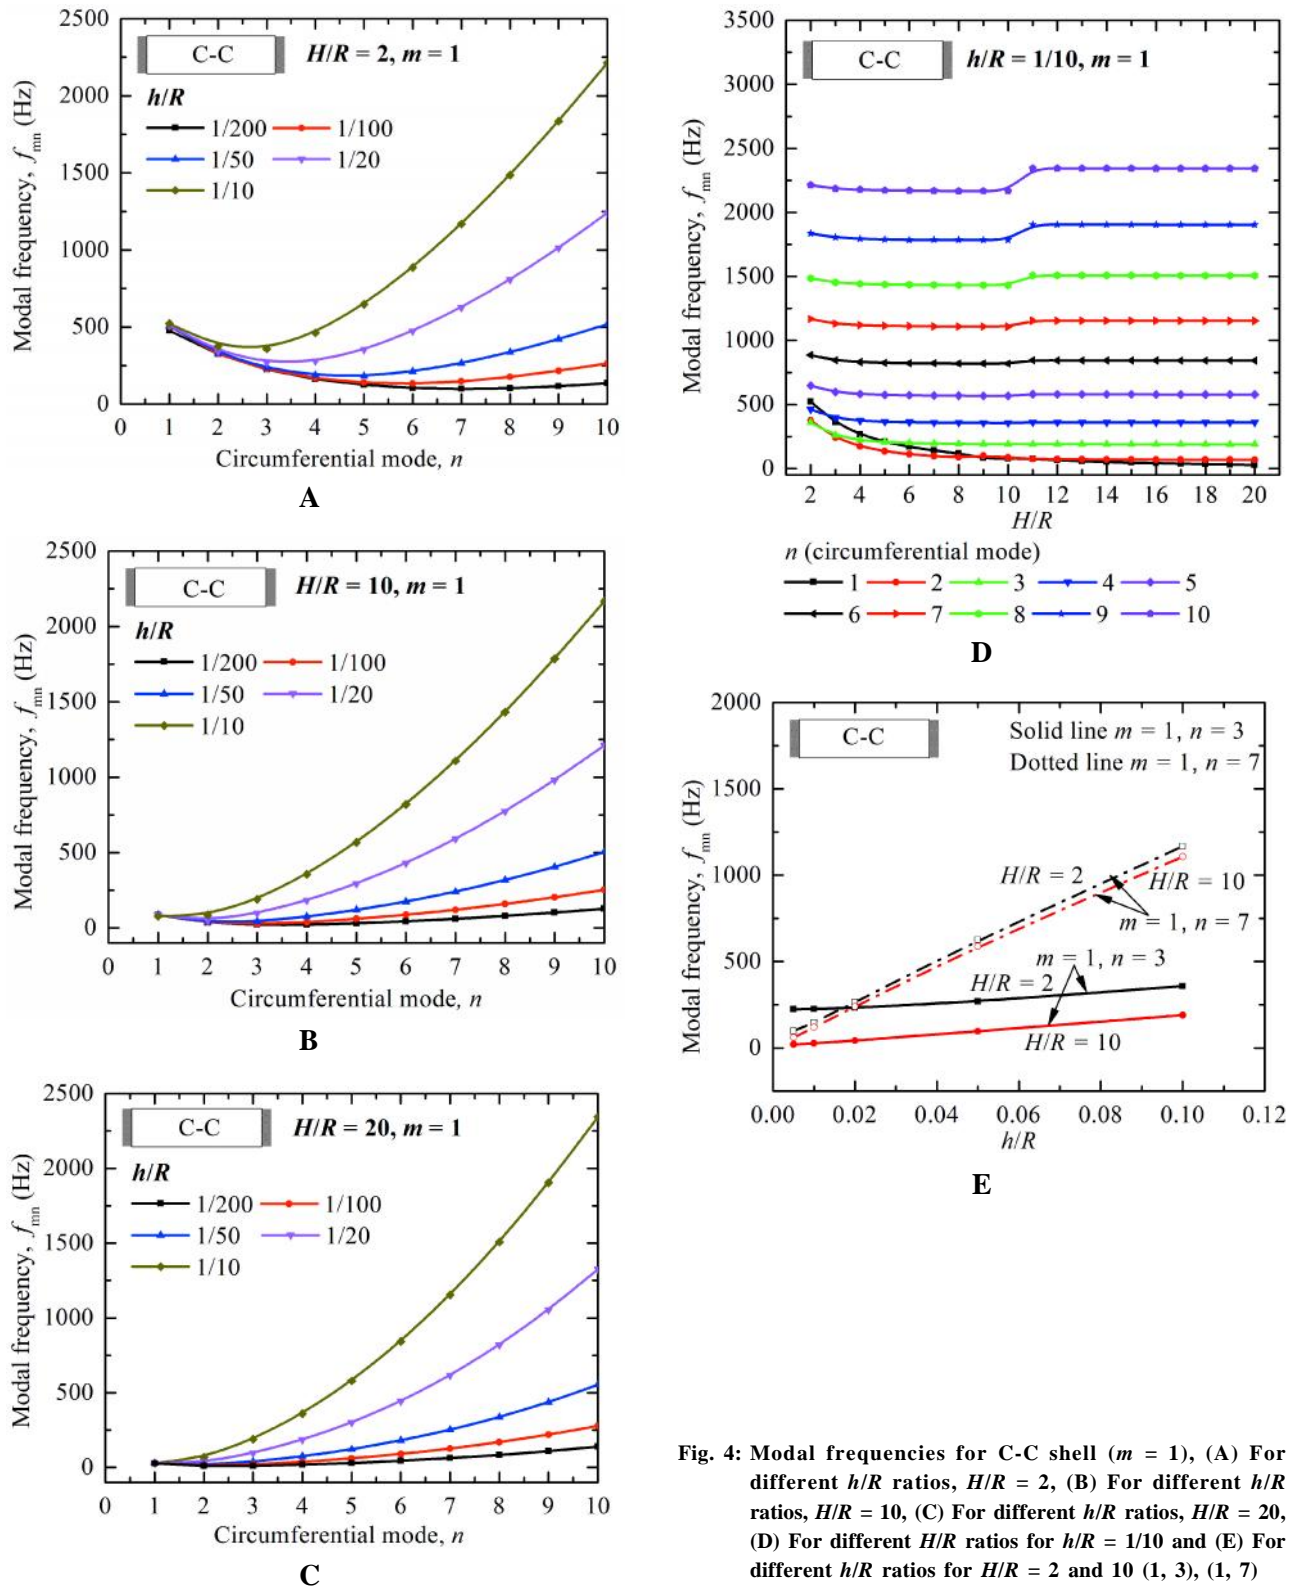 C-C
H/R = 2, m = 1
h/R
1/200
1/100
1/50
1/20
1/10
2500
2000
1500
1000
500
0
Modal frequency, fmn (Hz)
0 1 2 3 4 5 6 7 8 9 10
Circumferential mode, n
A
C-C
H/R = 10, m = 1
h/R
1/200
1/100
1/50
1/20
1/10
2500
2000
1500
1000
500
0
Modal frequency, fmn (Hz)
0 1 2 3 4 5 6 7 8 9 10
Circumferential mode, n
B
C-C
H/R = 20, m = 1
h/R
1/200
1/100
1/50
1/20
1/10
2500
2000
1500
1000
500
0
Modal frequency, fmn (Hz)
0 1 2 3 4 5 6 7 8 9 10
Circumferential mode, n
C
C-C
h/R = 1/10, m = 1
3500
3000
2500
2000
1500
1000
500
0
Modal frequency, fmn (Hz)
2 4 6 8 10 12 14 16 18 20
H/R
n (circumferential mode)
1 2 3 4 5
6 7 8 9 10
D
C-C
Solid line m = 1, n = 3
Dotted line m = 1, n = 7
2000
1500
1000
500
0
Modal frequency, fmn (Hz)
H/R = 2
H/R = 10
m = 1, n = 7
m = 1, n = 3
H/R = 2
H/R = 10
0.00 0.02 0.04 0.06 0.08 0.10 0.12
h/R
E
Fig. 4: Modal frequencies for C-C shell (m = 1), (A) For
different h/R ratios, H/R = 2, (B) For different h/R
ratios, H/R = 10, (C) For different h/R ratios, H/R = 20,
(D) For different H/R ratios for h/R = 1/10 and (E) For
different h/R ratios for H/R = 2 and 10 (1, 3), (1, 7)